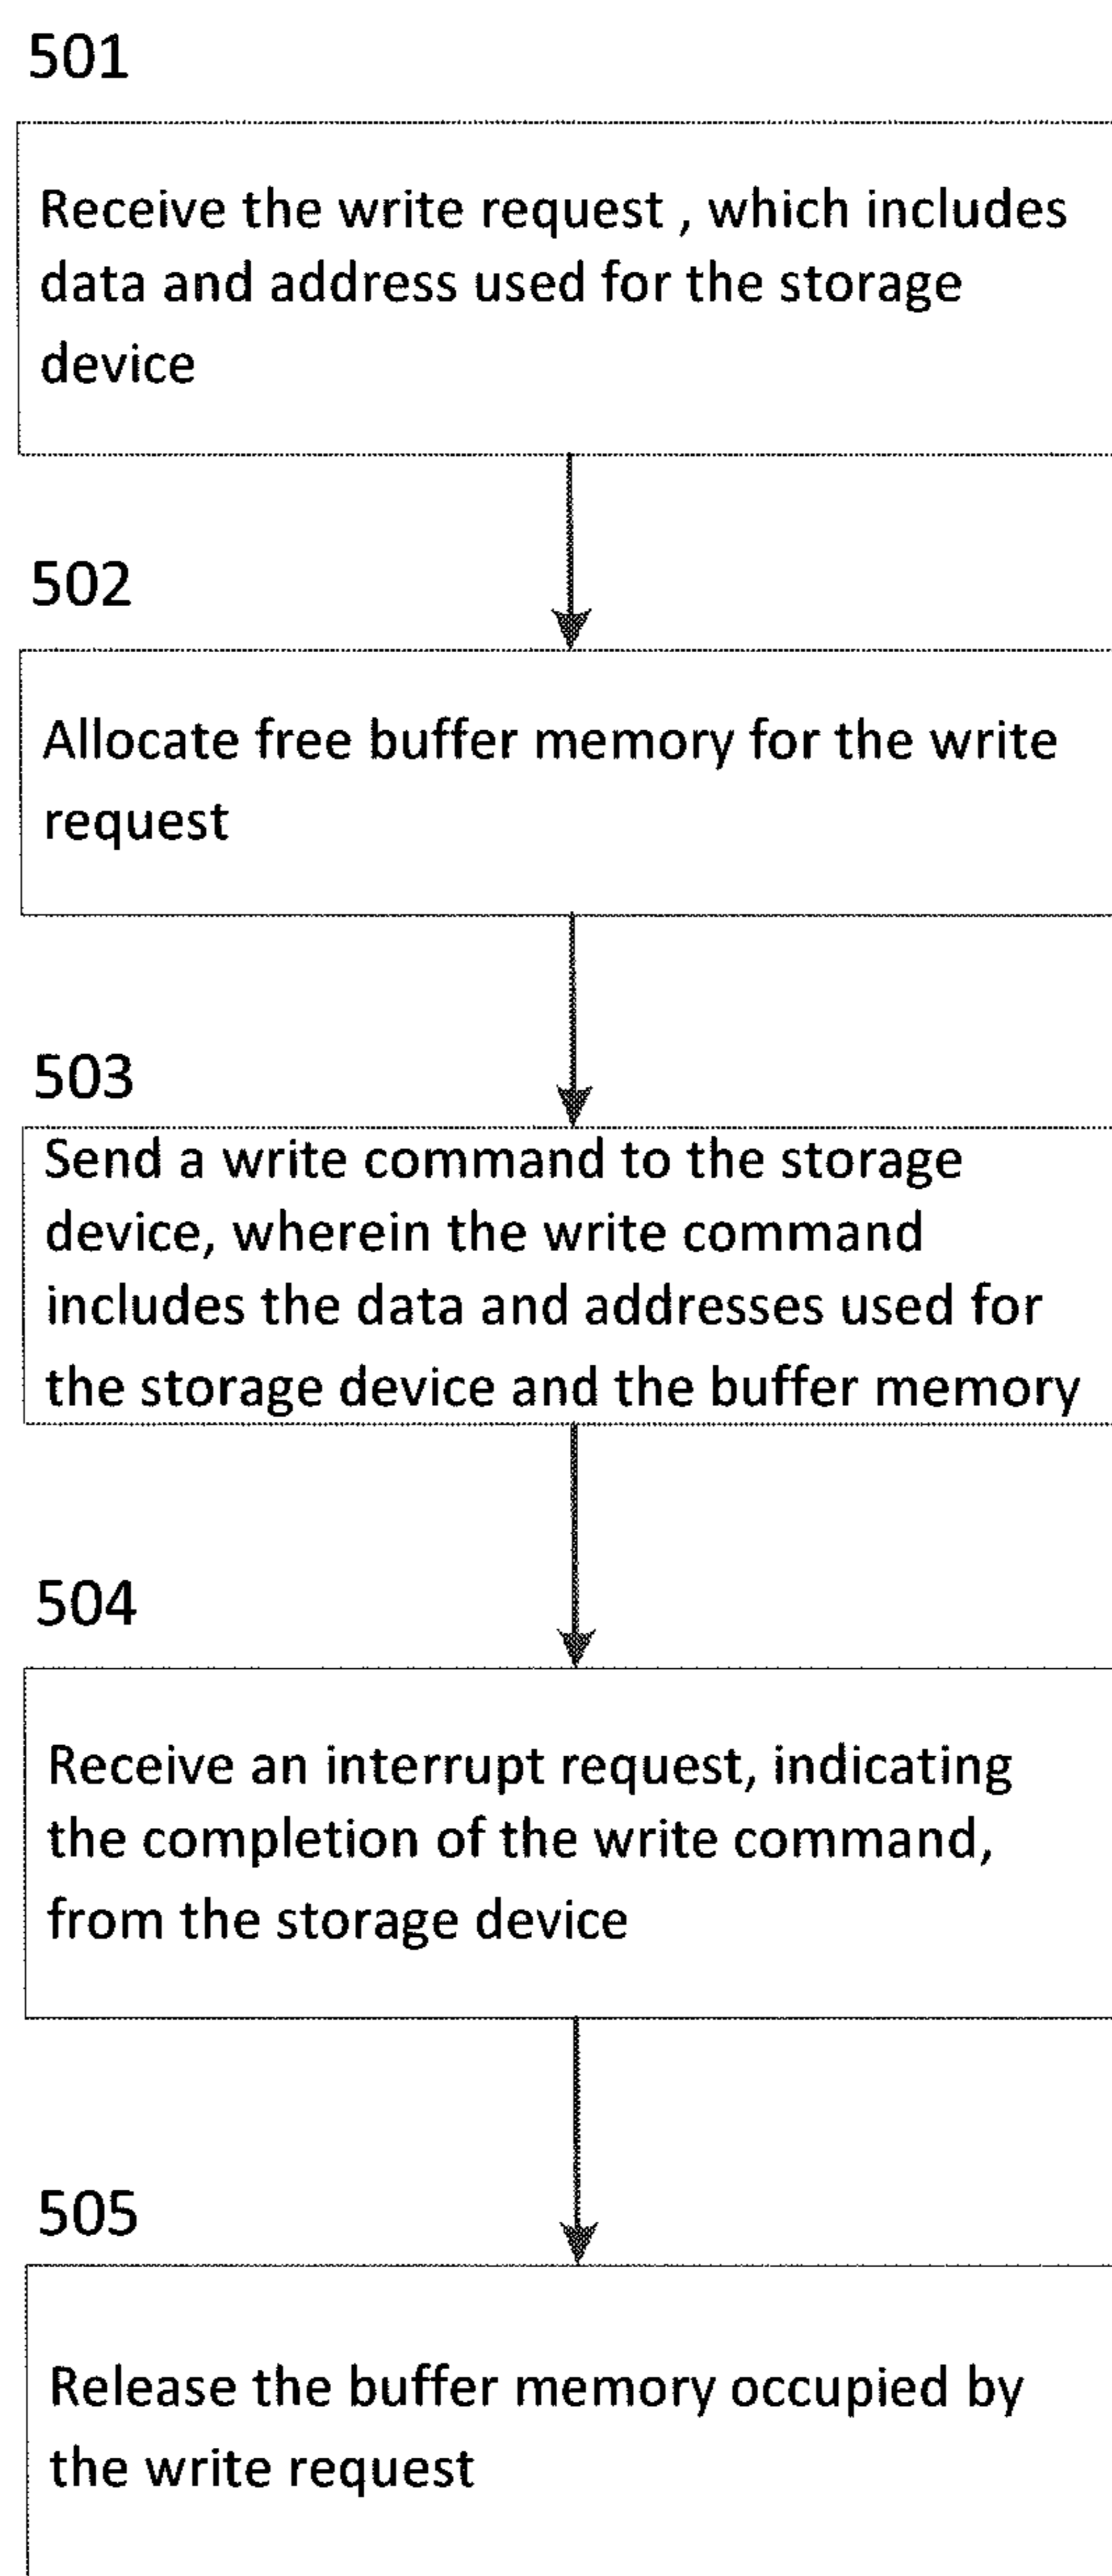 501
Receive the write request , which includes
data and address used for the storage
device
502
Allocate free buffer memory for the write
request
503
Send a write command to the storage
device, wherein the write command
includes the data and addresses used for
the storage device and the buffer memory
504
Receive an interrupt request, indicating
the completion of the write command,
from the storage device
505
Release the buffer memory occupied by
the write request